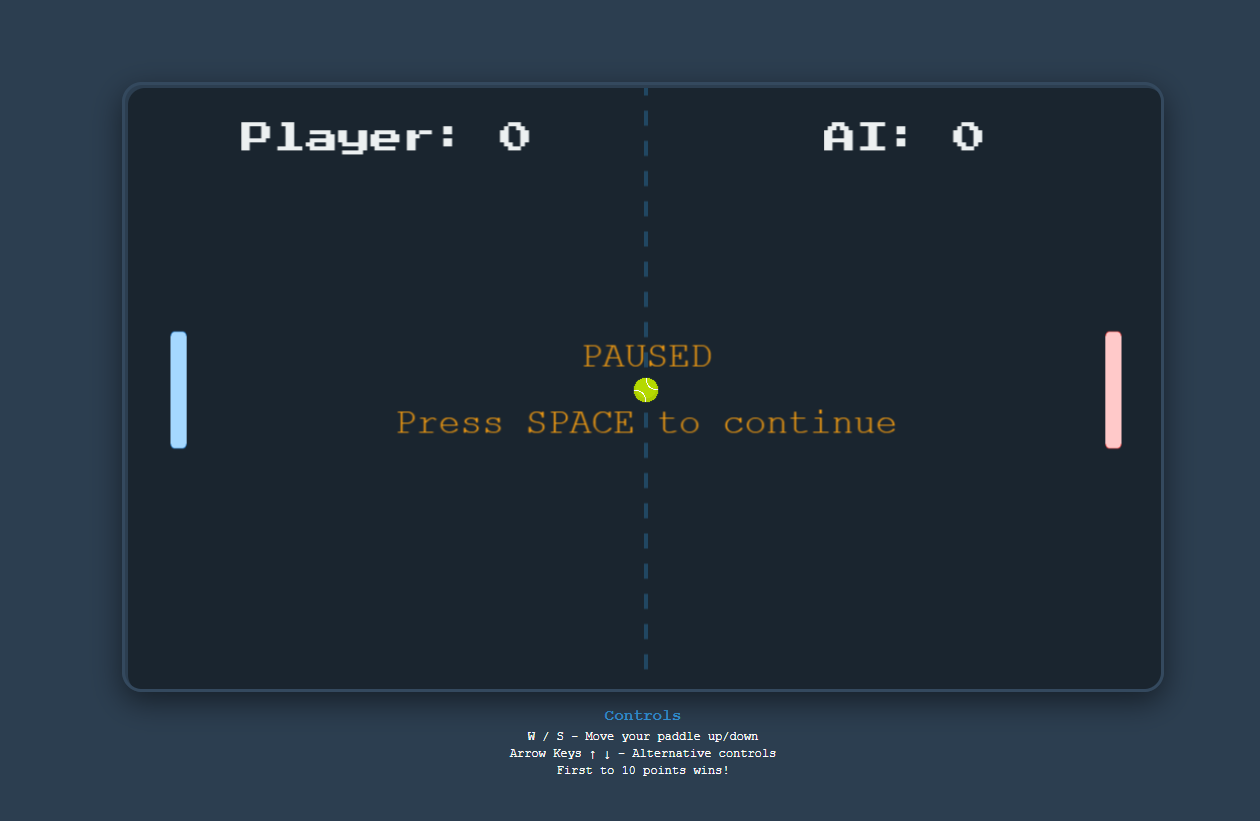 Player: 0 AI: 0
PAUSED
Press SPACE to continue
Controls
W / S - Move your paddle up/down
Arrow Keys ↑ ↓ - Alternative controls
First to 10 points wins!